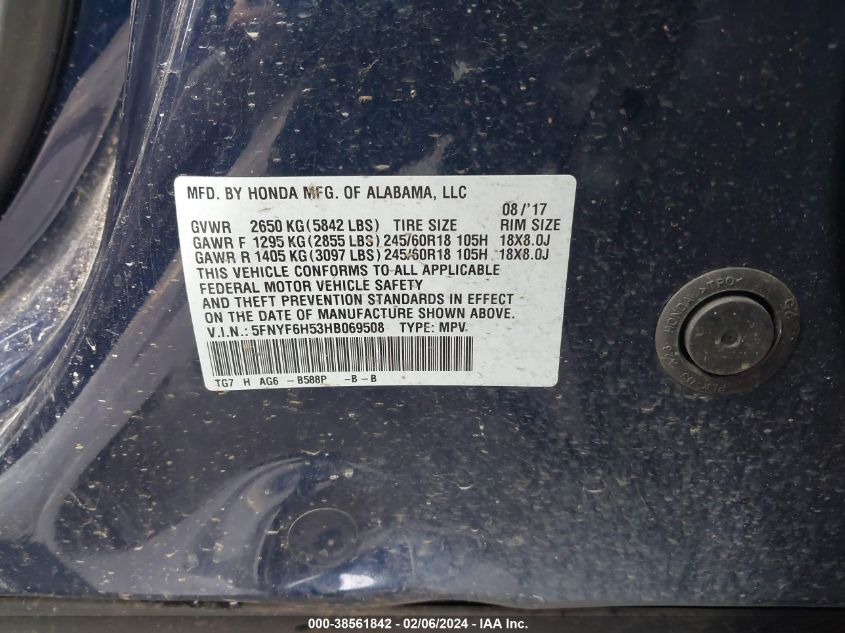 MFD. BY HONDA MFG. OF ALABAMA, LLC
08/'17
GVWR 2650 KG(5842 LBS) TIRE SIZE RIM SIZE
GAWR F 1295 KG(2855 LBS) 245/60R18 105H 18X8.0J
GAWR R 1405 KG(3097 LBS) 245/60R18 105H 18X8.0J
THIS VEHICLE CONFORMS TO ALL APPLICABLE
FEDERAL MOTOR VEHICLE SAFETY
AND THEFT PREVENTION STANDARDS IN EFFECT
ON THE DATE OF MANUFACTURE SHOWN ABOVE.
V.I.N.: 5FNYF6H53HB069508 TYPE: MPV.
TG7 H AG6 -B588P -B-B
HONDA >TPO<
000-38561842 - 02/06/2024 - IAAI Inc.